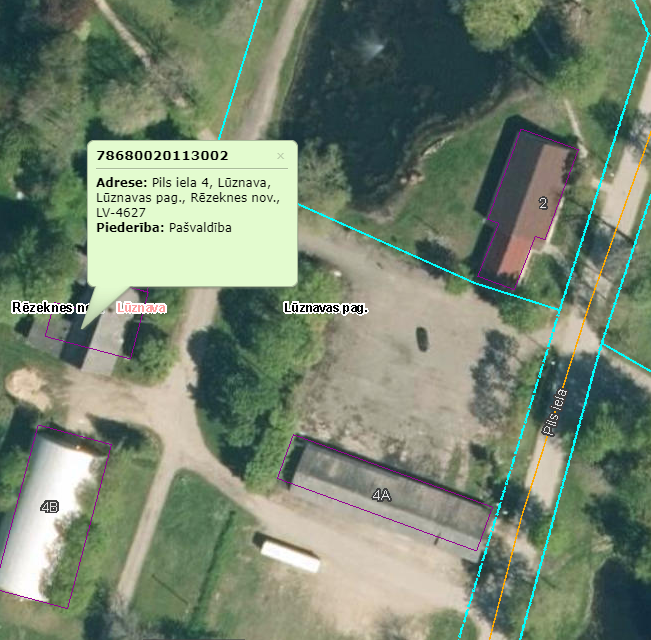 78680020113002 ×
Adrese: Pils iela 4, Lūznava,
Lūznavas pag., Rēzeknes nov.,
LV-4627
Piederība: Pašvaldība
2
Rēzeknes no
Lūznava
Lūznavas pag.
Pils iela
4A
4B